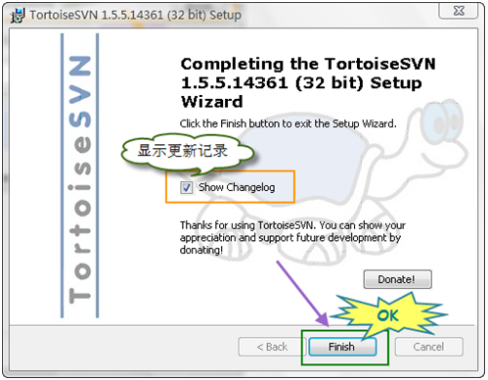 TortoiseSVN 1.5.5.14361 (32 bit) Setup
TortoiseSVN
Completing the TortoiseSVN
1.5.5.14361 (32 bit) Setup
Wizard
Click the Finish button to exit the Setup Wizard.
显示更新记录
Show Changelog
Thanks for using TortoiseSVN. You can show your
appreciation and support future development by
donating!
Donate!
OK
< Back
Finish
Cancel